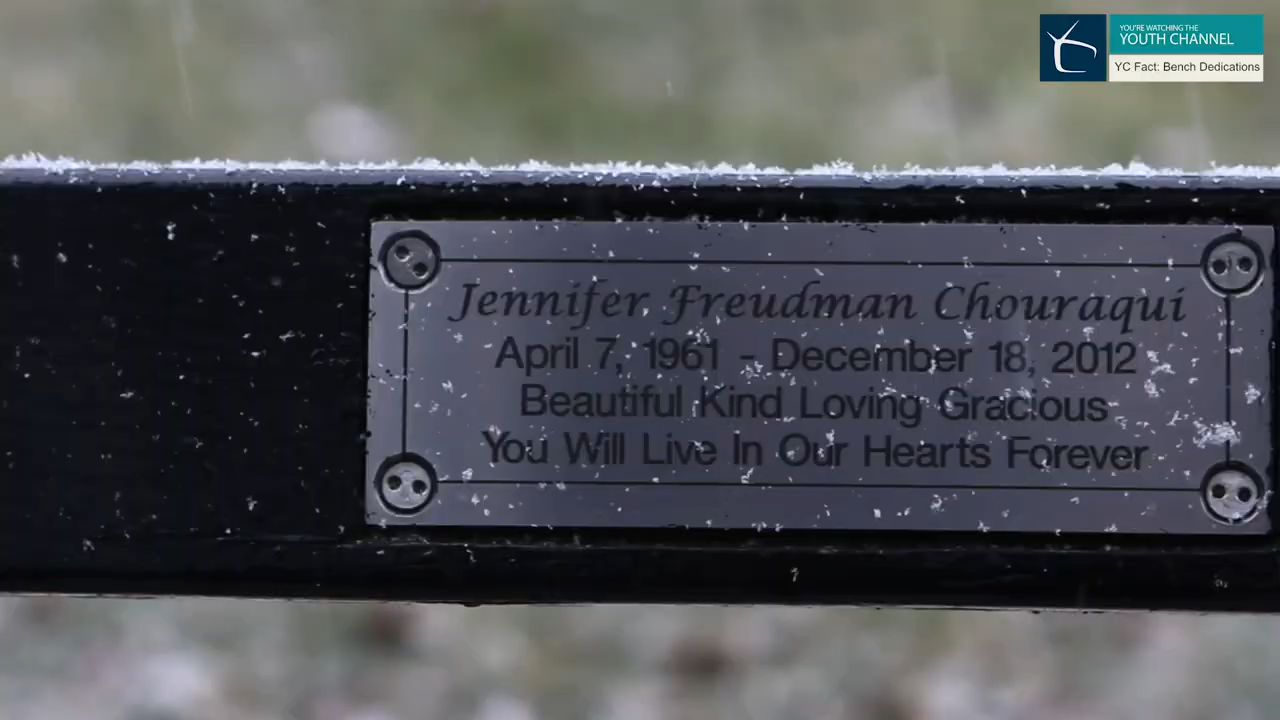 YOU'RE WATCHING THE
YOUTH CHANNEL
YC Fact: Bench Dedications
Jennifer Freudman Chouraqui
April 7, 1961 - December 18, 2012
Beautiful Kind Loving Gracious
You Will Live In Our Hearts Forever